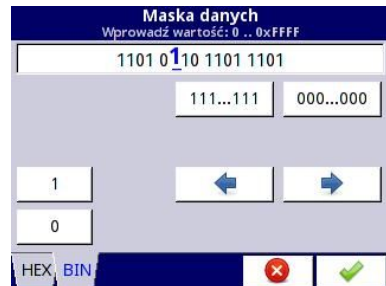 Maska danych
Wprowadź wartość: 0 .. 0xFFFF
1101 0110 1101 1101
111...111 000...000
1
0
HEX BIN